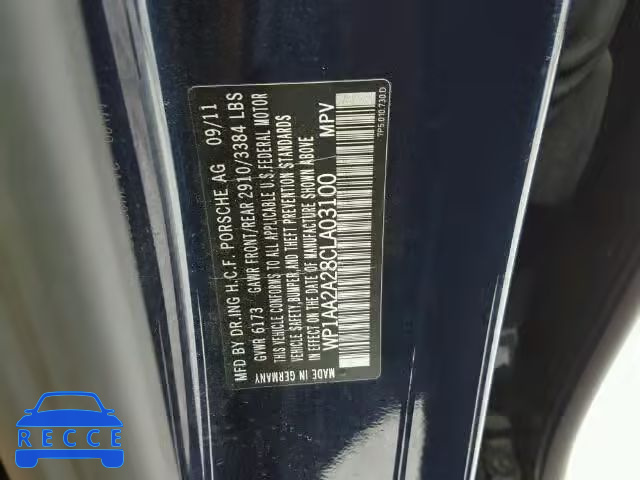 MFD BY DR.ING H.C.F. PORSCHE AG 09/11
GVWR 6173 GAWR FRONT/REAR 2910/3384 LBS
THIS VEHICLE CONFORMS TO ALL APPLICABLE U.S.FEDERAL MOTOR
VEHICLE SAFETY,BUMPER,AND THEFT PREVENTION STANDARDS
IN EFFECT ON THE DATE OF MANUFACTURE SHOWN ABOVE
WP1AA2A28CLA03100 MPV
MADE IN GERMANY
7P5.010.730.D
RECCE